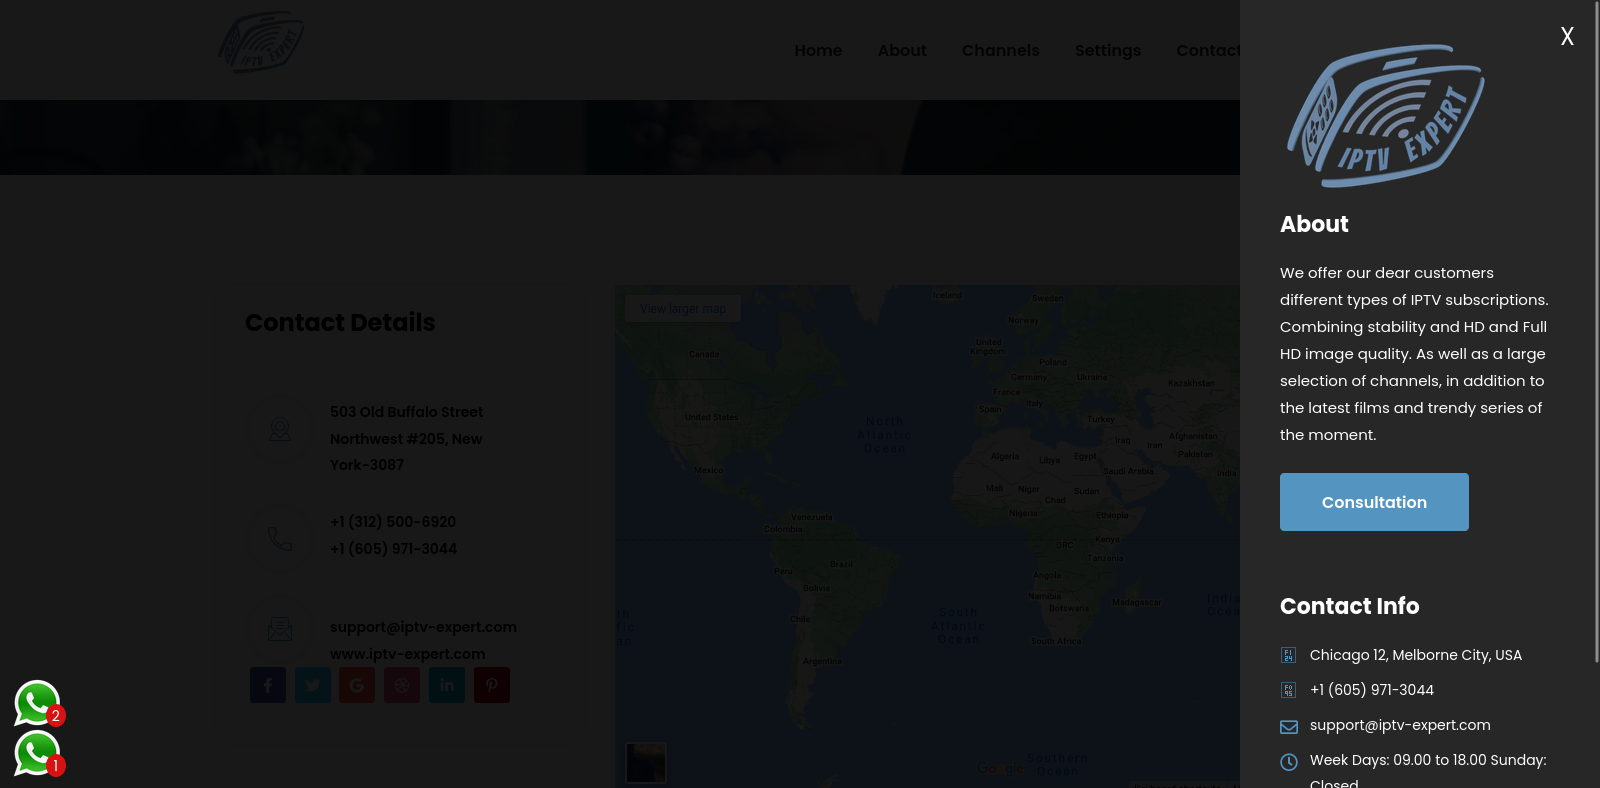 IPTV EXPERT
Home About Channels Settings Contact
View larger map
Contact Details
503 Old Buffalo Street
Northwest #205, New
York-3087
+1 (312) 500-6920
+1 (605) 971-3044
support@iptv-expert.com
www.iptv-expert.com
2
1
Iceland
Sweden
Norway
United
Kingdom
Poland
Germany
Ukraine
France
Kazakhstan
Italy
Spain
Turkey
Canada
United States
North
Atlantic
Ocean
Iraq
Iran
Afghanistan
Pakistan
Algeria
Libya
Egypt
Saudi Arabia
India
Mexico
Mali
Niger
Chad
Sudan
Nigeria
Ethiopia
Venezuela
Colombia
Kenya
DRC
Tanzania
Peru
Brazil
Bolivia
Angola
Namibia
Botswana
Madagascar
Chile
South
Atlantic
Ocean
South Africa
Argentina
Southern
Ocean
Google
X
IPTV EXPERT
About
We offer our dear customers
different types of IPTV subscriptions.
Combining stability and HD and Full
HD image quality. As well as a large
selection of channels, in addition to
the latest films and trendy series of
the moment.
Consultation
Contact Info
Chicago 12, Melborne City, USA
+1 (605) 971-3044
support@iptv-expert.com
Week Days: 09.00 to 18.00 Sunday:
Closed